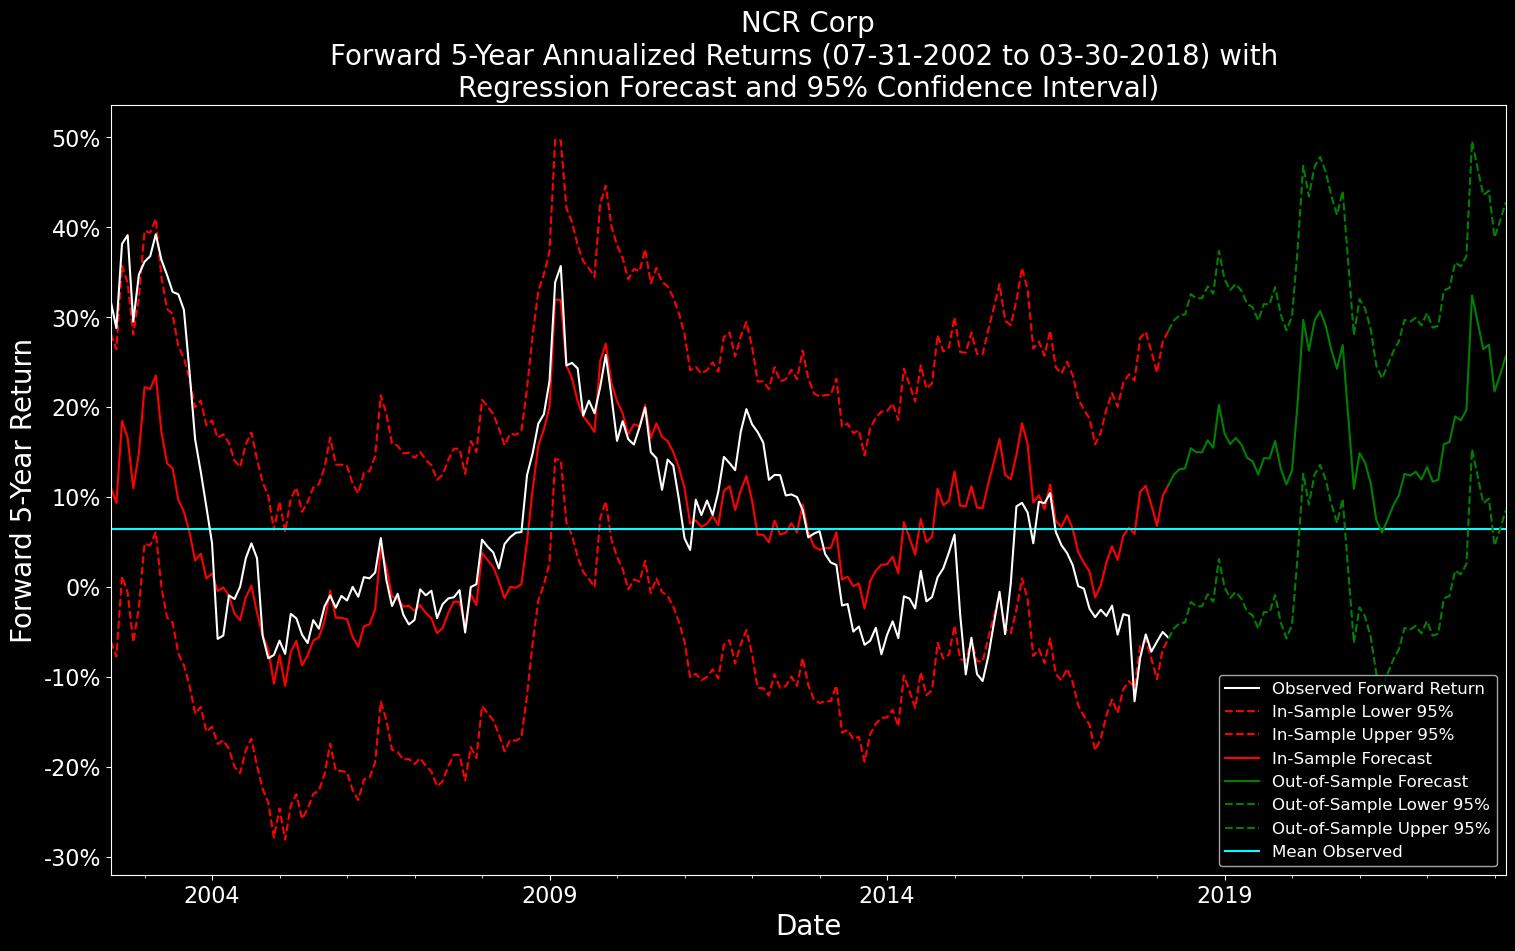 NCR Corp
Forward 5-Year Annualized Returns (07-31-2002 to 03-30-2018) with
Regression Forecast and 95% Confidence Interval)
Forward 5-Year Return
50%
40%
30%
20%
10%
0%
-10%
-20%
-30%
Observed Forward Return
In-Sample Lower 95%
In-Sample Upper 95%
In-Sample Forecast
Out-of-Sample Forecast
Out-of-Sample Lower 95%
Out-of-Sample Upper 95%
Mean Observed
2004
2009
2014
2019
Date